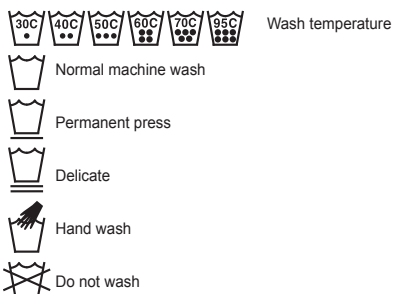 30C 40C 50C 60C 70C 95C Wash temperature
Normal machine wash
Permanent press
Delicate
Hand wash
Do not wash